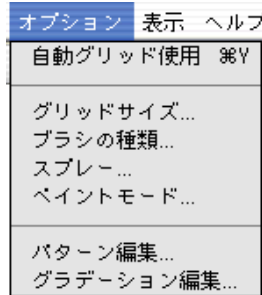 オプション 表示 ヘルプ
自動グリッド使用 ⌘Y
グリッドサイズ...
ブラシの種類...
スプレー...
ペイントモード...
パターン編集...
グラデーション編集...